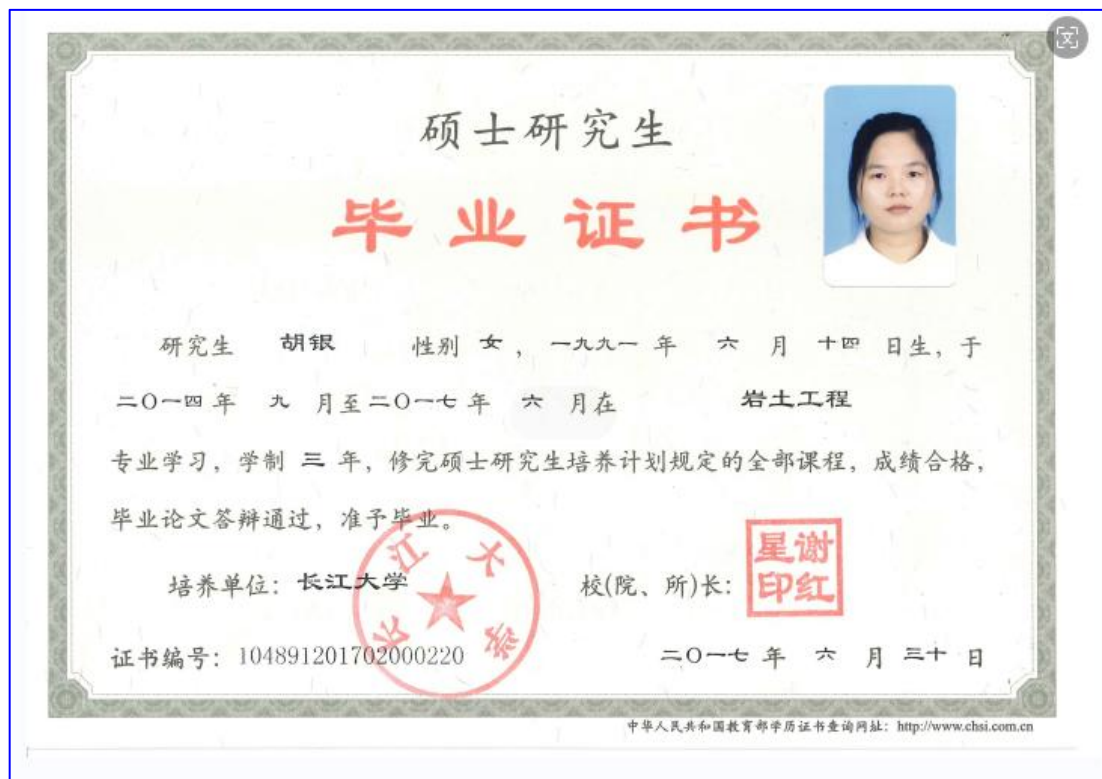 硕士研究生
毕业证书
研究生 胡银 性别 女，一九九一 年 六 月 十四 日生，于
二〇一四 年 九 月至 二〇一七 年 六 月在 岩土工程
专业学习，学制 三 年，修完硕士研究生培养计划规定的全部课程，成绩合格，
毕业论文答辩通过，准予毕业。
长江大学
培养单位：长江大学 校(院、所)长：谢红星印
证书编号：104891201702000220 二〇一七 年 六 月 三十 日
中华人民共和国教育部学历证书查询网址：http://www.chsi.com.cn